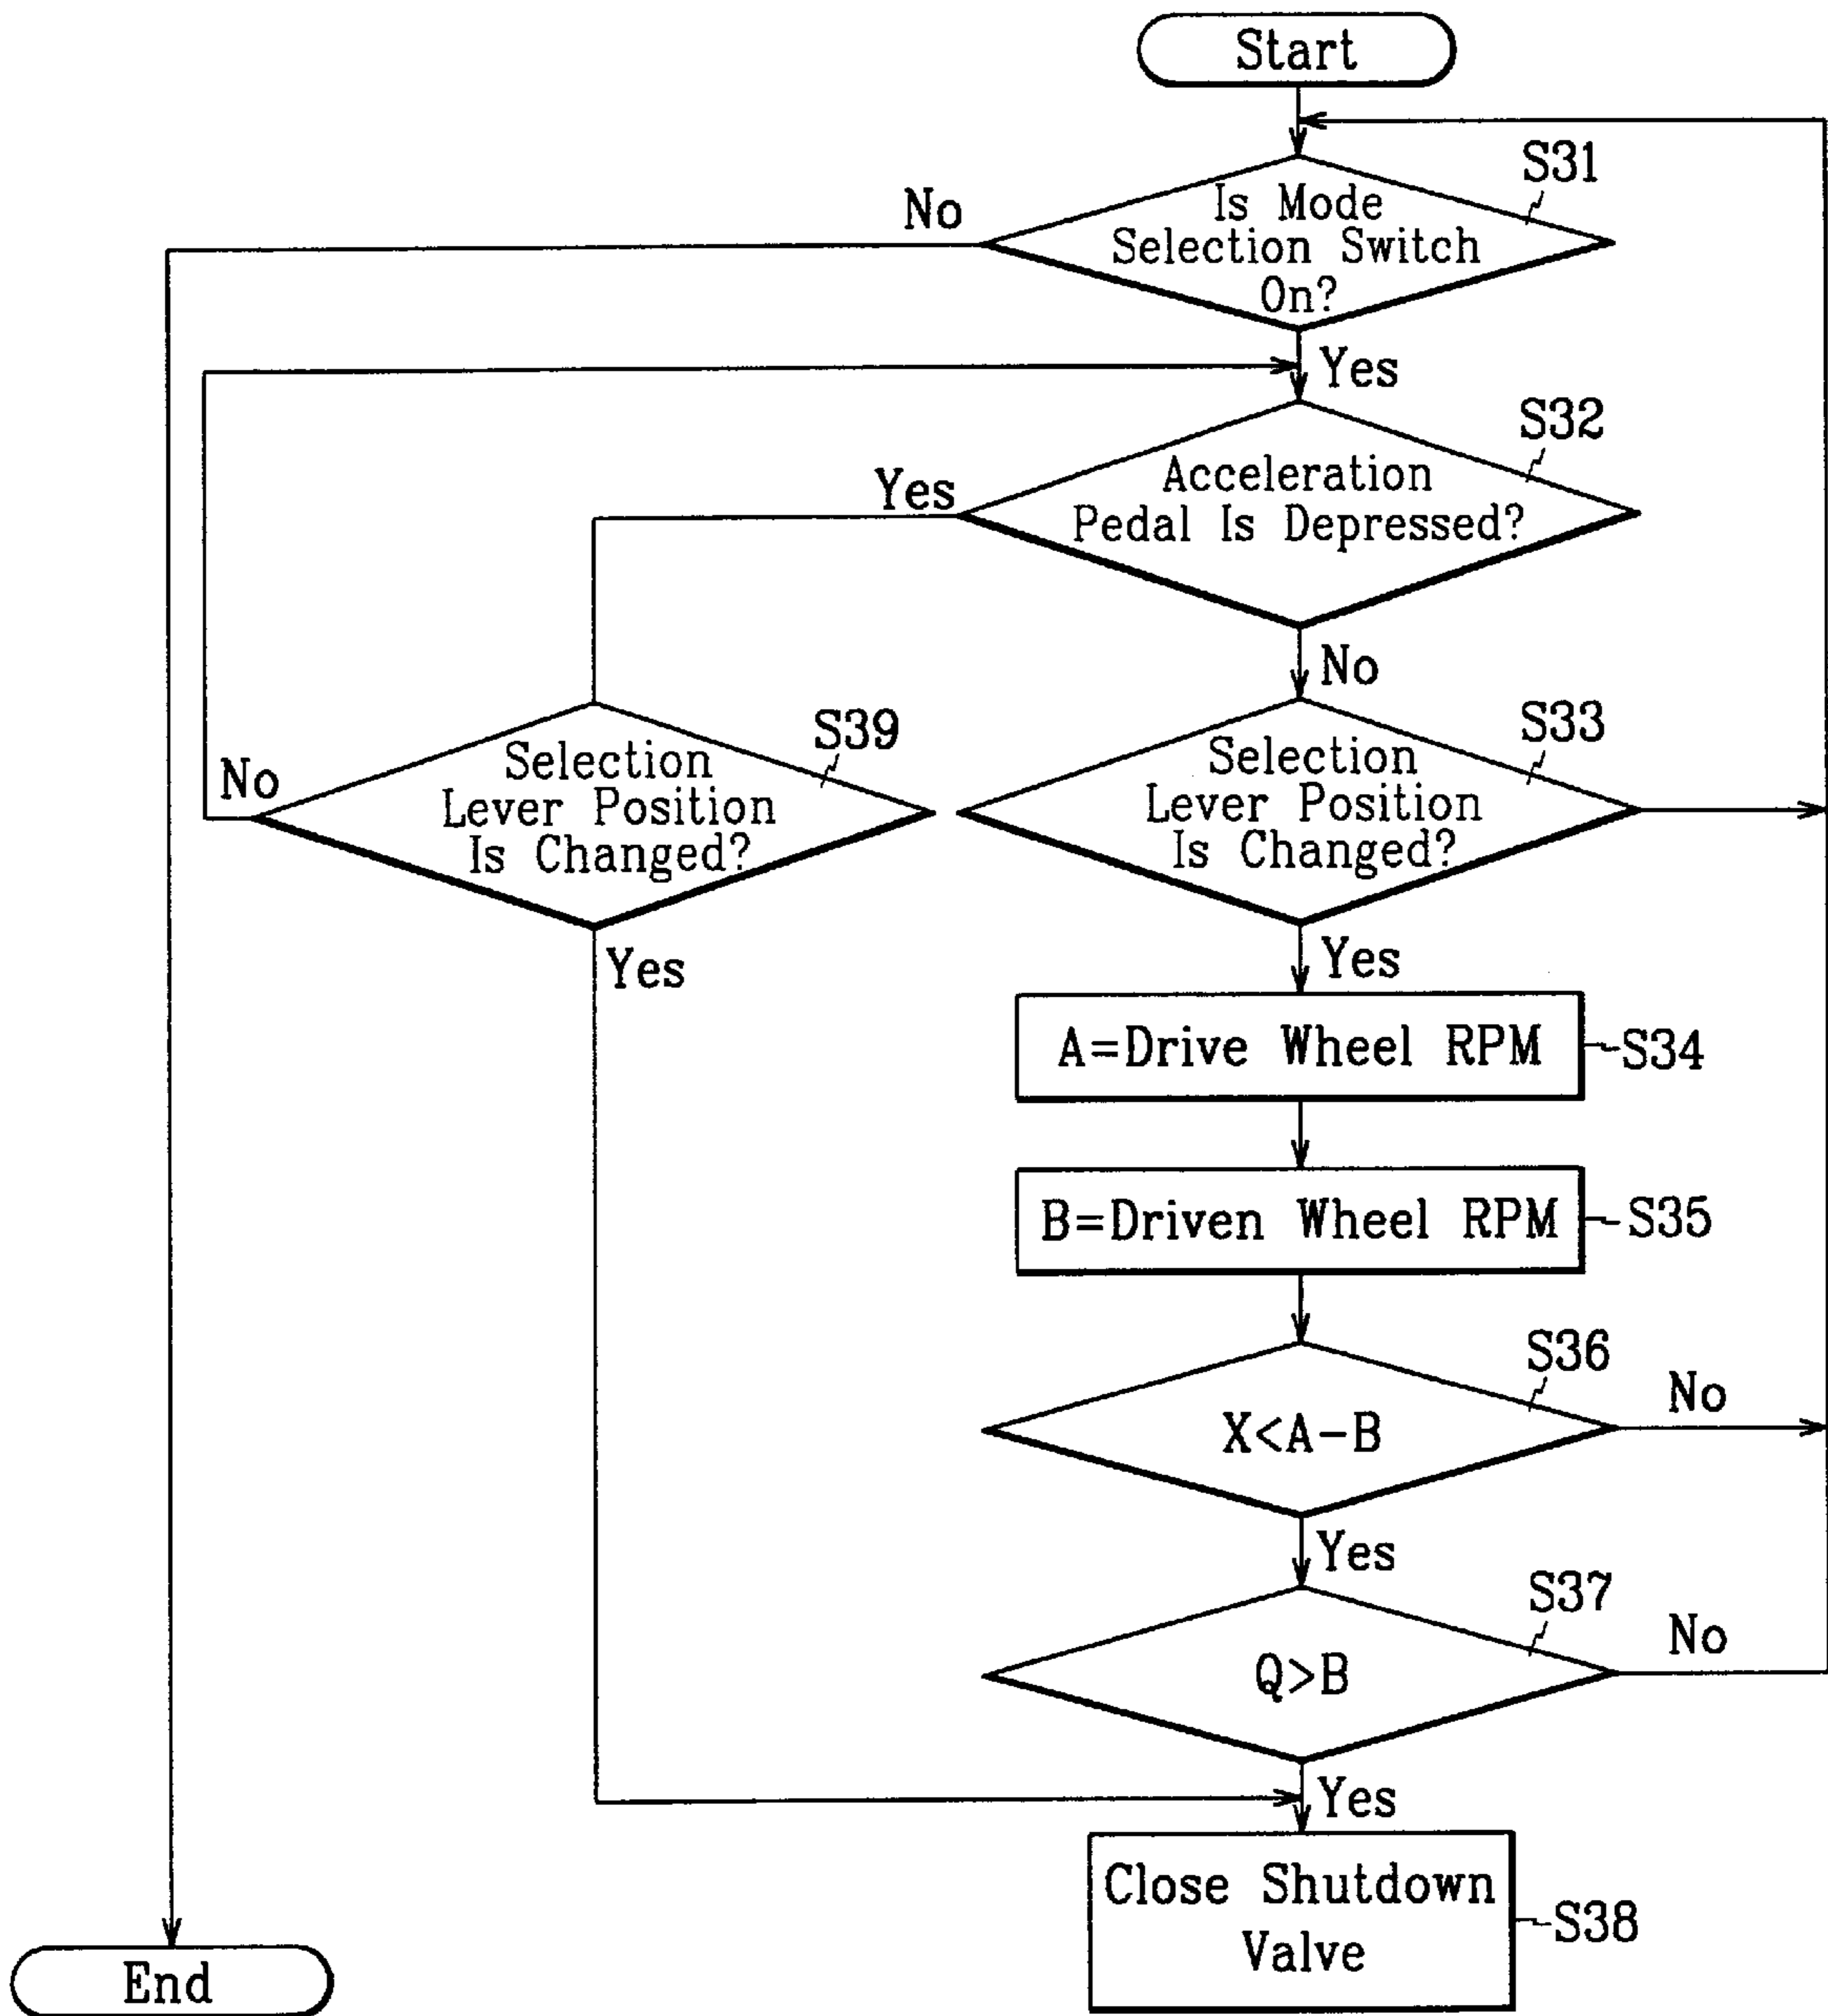 Start
S31
Is Mode
Selection Switch
On?
No
Yes
S32
Acceleration
Pedal Is Depressed?
Yes
No
S39
Selection
Lever Position
Is Changed?
No
Yes
S33
Selection
Lever Position
Is Changed?
Yes
A=Drive Wheel RPM
S34
B=Driven Wheel RPM
S35
S36
X<A-B
No
Yes
S37
Q>B
No
Yes
Close Shutdown
Valve
S38
End